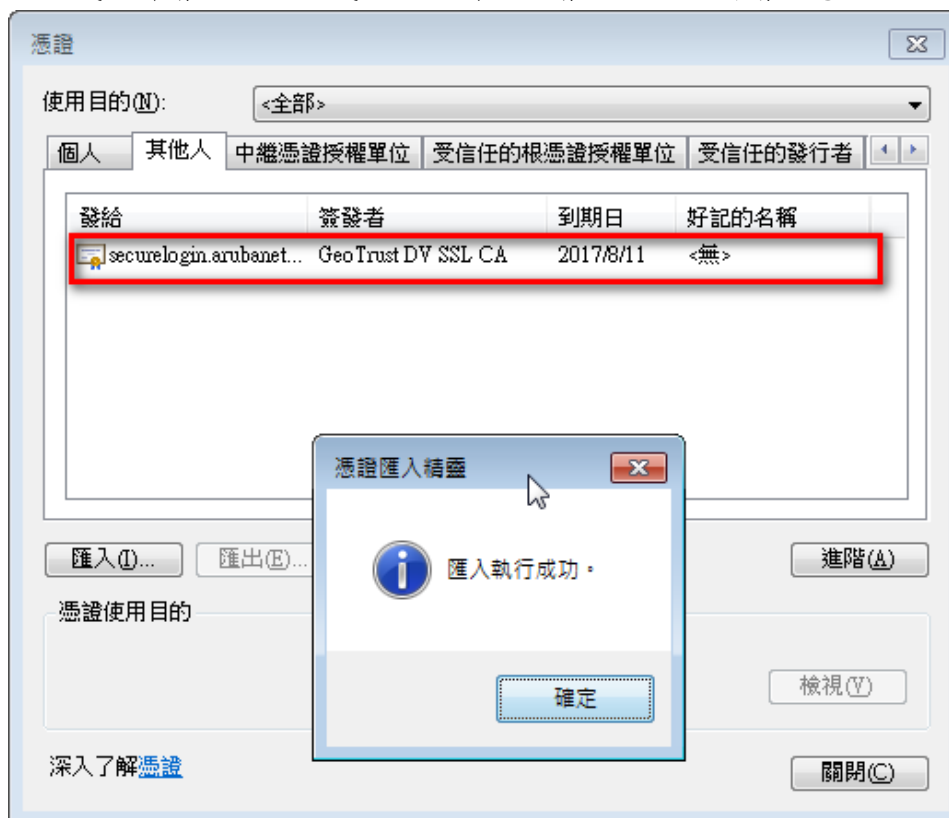 憑證
使用目的(N): <全部>
個人 其他人 中繼憑證授權單位 受信任的根憑證授權單位 受信任的發行者
發給 簽發者 到期日 好記的名稱
securelogin.arubanet... GeoTrust DV SSL CA 2017/8/11 <無>
憑證匯入精靈
匯入執行成功。
確定
匯入(I)... 匯出(E)... 進階(A)
憑證使用目的
檢視(V)
深入了解憑證
關閉(C)